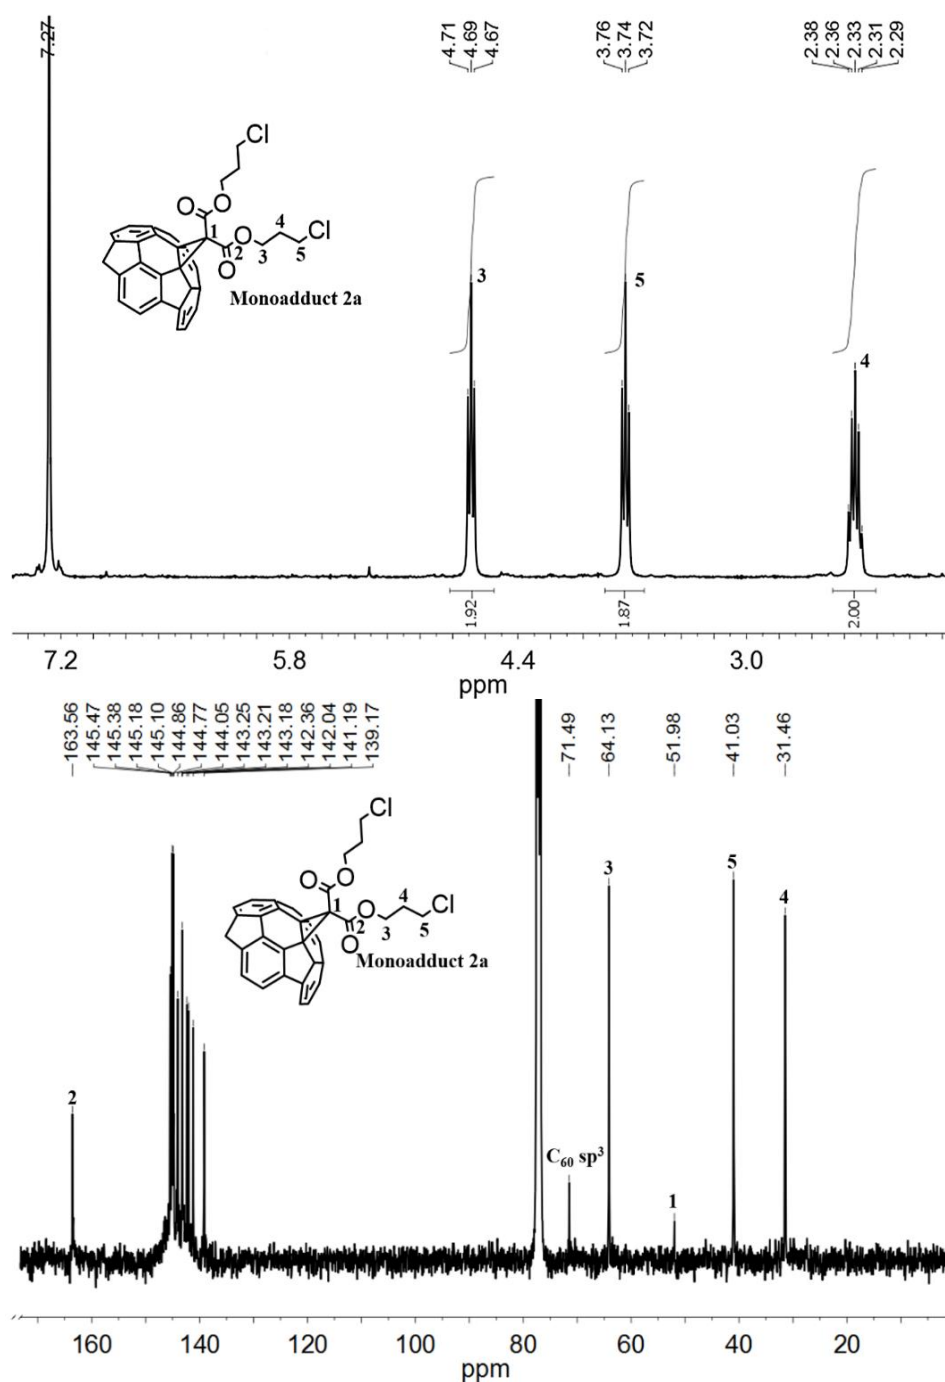 7.27
4.71
4.69
4.67
3.76
3.74
3.72
2.38
2.36
2.33
2.31
2.29
Cl
O
O
O
O
1
2
3
4
5
Cl
Monoadduct 2a
3
5
4
1.92
1.87
2.00
7.2 5.8 4.4 3.0
ppm
163.56
145.47
145.38
145.18
145.10
144.86
144.77
144.05
143.25
143.21
143.18
142.36
142.04
141.19
139.17
71.49
64.13
51.98
41.03
31.46
Cl
O
O
O
O
1
2
3
4
5
Cl
Monoadduct 2a
2
C60 sp³
3
1
5
4
160 140 120 100 80 60 40 20
ppm